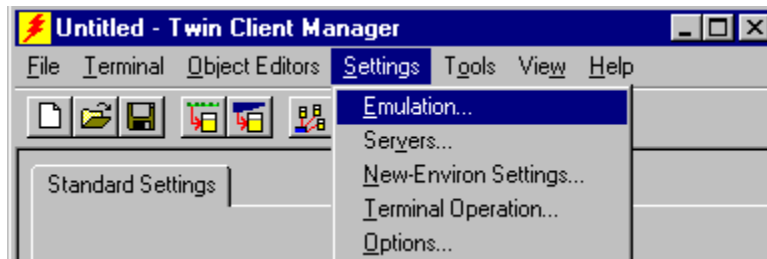 Untitled - Twin Client Manager
File Terminal Object Editors Settings Tools View Help
Emulation...
Servers...
New-Environ Settings...
Terminal Operation...
Options...
Standard Settings